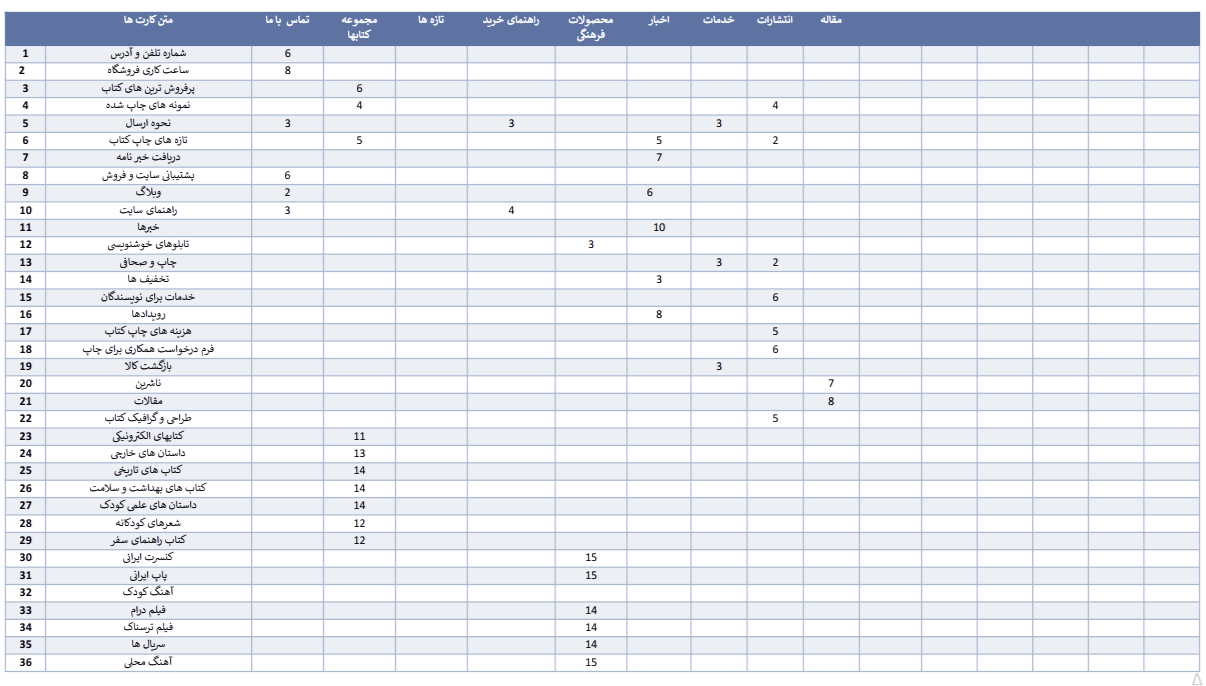 متن کارت ها تماس با ما مجموعه کتابها تازه ها راهنمای خرید محصولات فرهنگی اخبار خدمات انتشارات مقاله
1 شماره تلفن و آدرس 6
2 ساعت کاری فروشگاه 8
3 پرفروش ترین های کتاب 6
4 نمونه های چاپ شده 4 4
5 نحوه ارسال 3 3 3
6 تازه های چاپ کتاب 5 5 2
7 دریافت خبر نامه 7
8 پشتیبانی سایت و فروش 6
9 وبلاگ 2 6
10 راهنمای سایت 3 4
11 خبرها 10
12 تابلوهای خوشنویسی 3
13 چاپ و صحافی 3 2
14 تخفیف ها 3
15 خدمات برای نویسندگان 6
16 رویدادها 8
17 هزینه های چاپ کتاب 5
18 فرم درخواست همکاری برای چاپ 6
19 بازگشت کالا 3
20 ناشرین 7
21 مقالات 8
22 طراحی و گرافیک کتاب 5
23 کتابهای الکترونیکی 11
24 داستان های خارجی 13
25 کتاب های تاریخی 14
26 کتاب های بهداشت و سلامت 14
27 داستان های علمی کودک 14
28 شعرهای کودکانه 12
29 کتاب راهنمای سفر 12
30 کنسرت ایرانی 15
31 پاپ ایرانی 15
32 آهنگ کودک
33 فیلم درام 14
34 فیلم ترسناک 14
35 سریال ها 14
36 آهنگ محلی 15